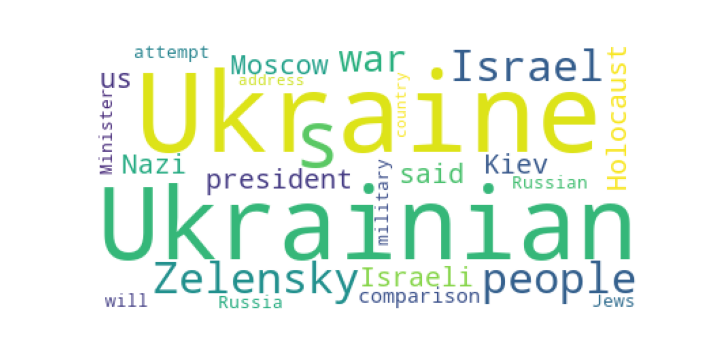 attempt
Moscow
war
Israel
us
address
Ukraine
s
country
Minister
Holocaust
Nazi
president
military
said
Kiev
Russian
Ukrainian
Zelensky
Israeli
people
will
Russia
comparison
Jews